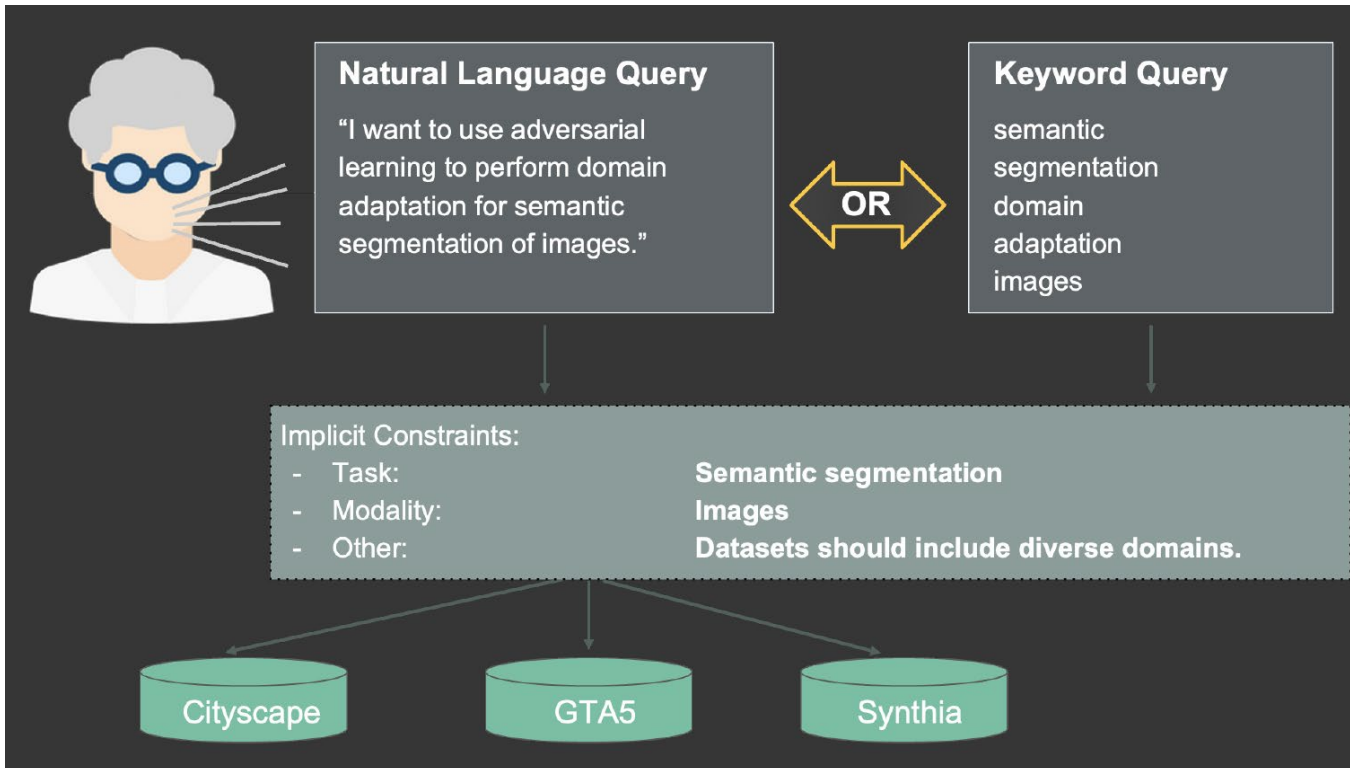 Natural Language Query
“I want to use adversarial
learning to perform domain
adaptation for semantic
segmentation of images.”
OR
Keyword Query
semantic
segmentation
domain
adaptation
images
Implicit Constraints:
- Task: Semantic segmentation
- Modality: Images
- Other: Datasets should include diverse domains.
Cityscape
GTA5
Synthia